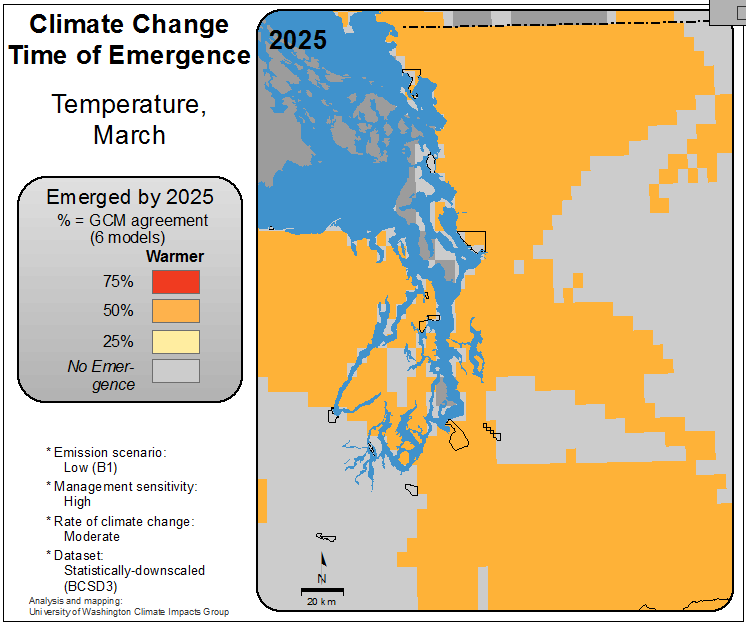 Climate Change
Time of Emergence
Temperature,
March
Emerged by 2025
% = GCM agreement
(6 models)
Warmer
75%
50%
25%
No Emer-
gence
* Emission scenario:
Low (B1)
* Management sensitivity:
High
* Rate of climate change:
Moderate
* Dataset:
Statistically-downscaled
(BCSD3)
Analysis and mapping:
University of Washington Climate Impacts Group
2025
N
20 km